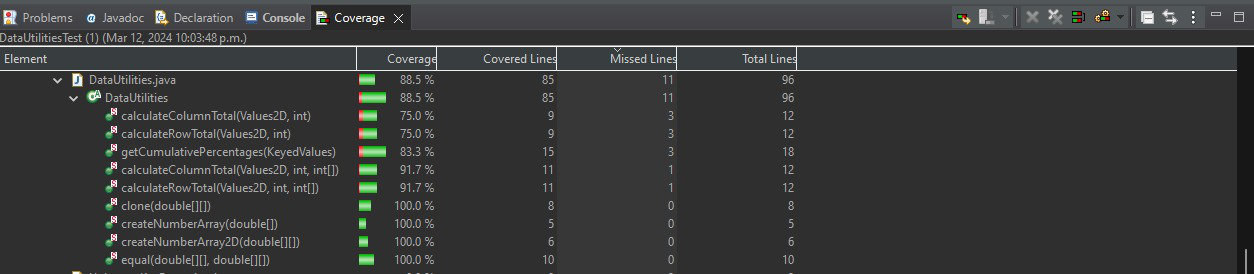 Problems Javadoc Declaration Console Coverage
DataUtilitiesTest (1) (Mar 12, 2024 10:03:48 p.m.)
Element Coverage Covered Lines Missed Lines Total Lines
DataUtilities.java 88.5 % 85 11 96
DataUtilities 88.5 % 85 11 96
calculateColumnTotal(Values2D, int) 75.0 % 9 3 12
calculateRowTotal(Values2D, int) 75.0 % 9 3 12
getCumulativePercentages(KeyedValues) 83.3 % 15 3 18
calculateColumnTotal(Values2D, int, int[]) 91.7 % 11 1 12
calculateRowTotal(Values2D, int, int[]) 91.7 % 11 1 12
clone(double[][]) 100.0 % 8 0 8
createNumberArray(double[]) 100.0 % 5 0 5
createNumberArray2D(double[][]) 100.0 % 6 0 6
equal(double[][], double[][]) 100.0 % 10 0 10